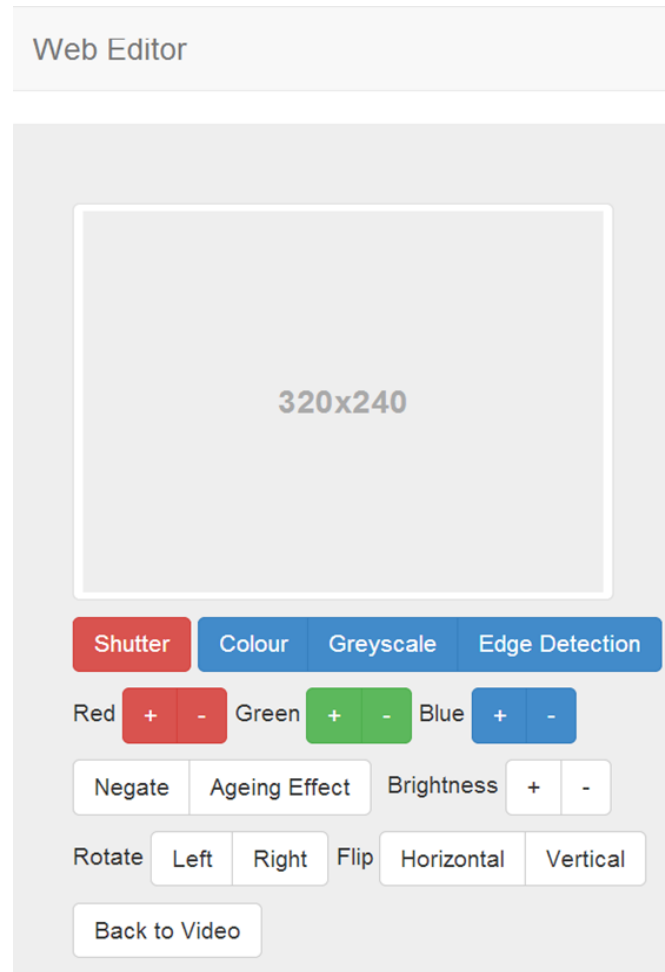 Web Editor
320x240
Shutter Colour Greyscale Edge Detection
Red + - Green + - Blue + -
Negate Ageing Effect Brightness + -
Rotate Left Right Flip Horizontal Vertical
Back to Video